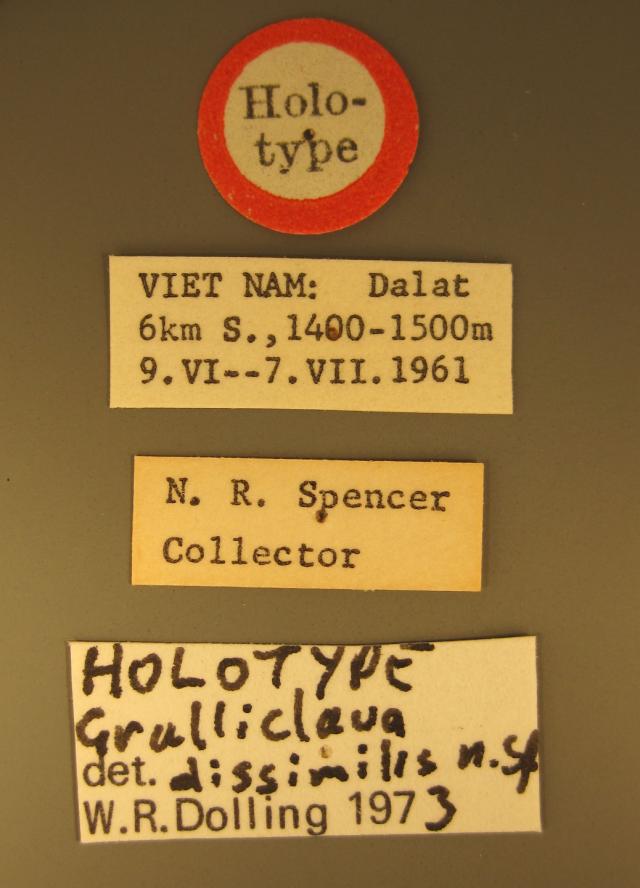 Holo-
type
VIET NAM: Dalat
6km S., 1400-1500m
9.VI--7.VII.1961
N. R. Spencer
Collector
HOLOTYPE
Gralliclava
det. dissimilis n.sp
W.R.Dolling 1973